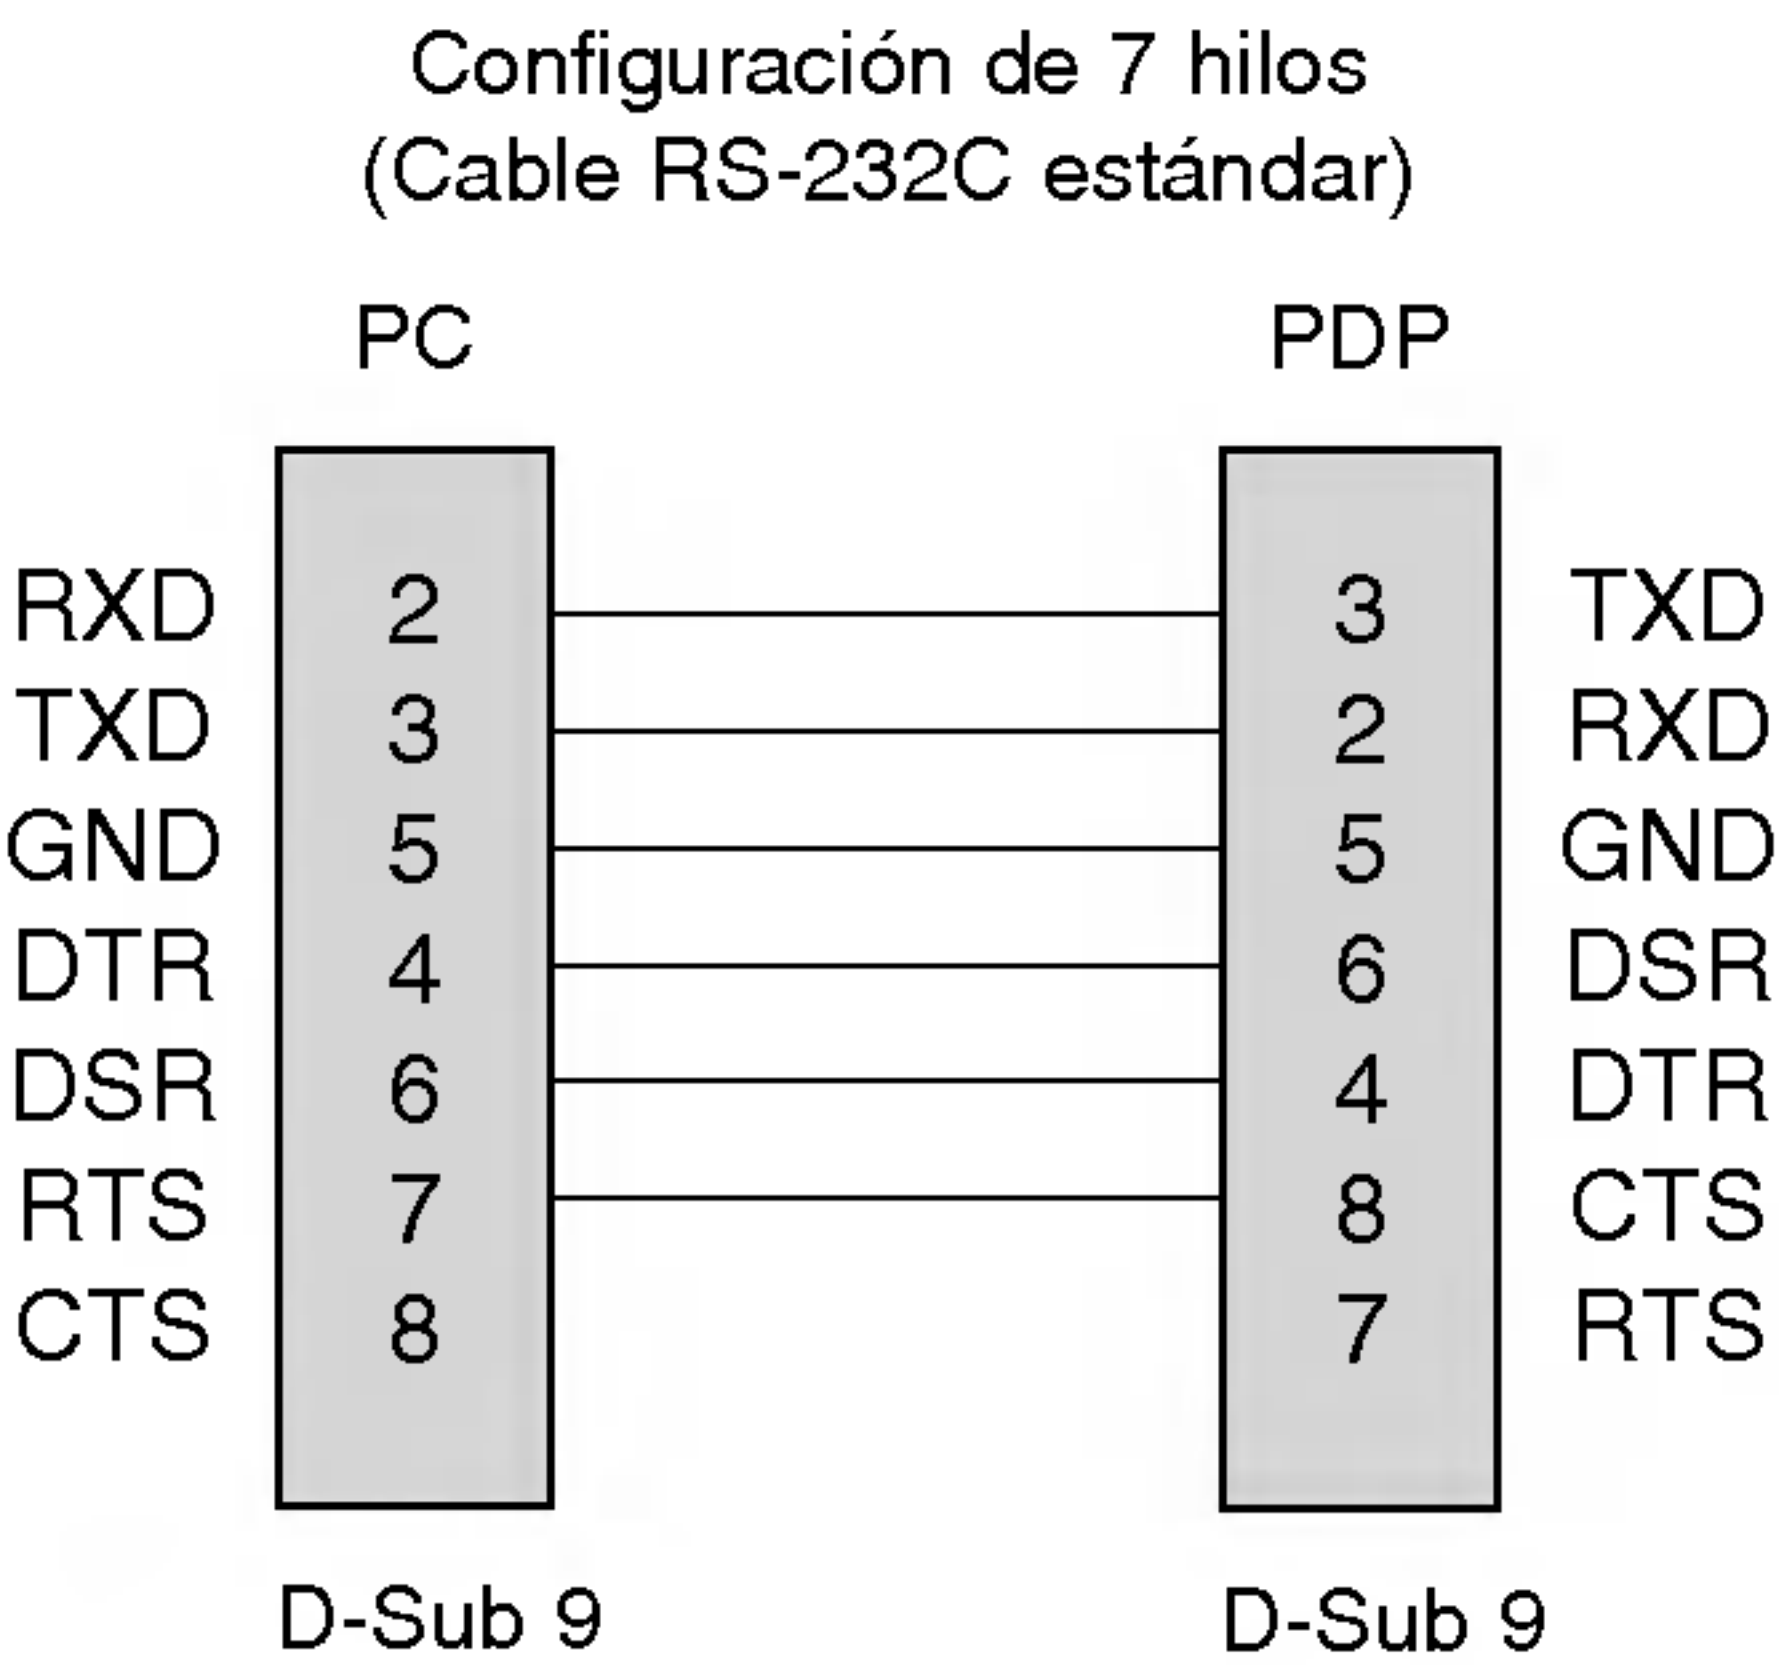 Configuración de 7 hilos
(Cable RS-232C estándar)
PC PDP
RXD 2 3 TXD
TXD 3 2 RXD
GND 5 5 GND
DTR 4 6 DSR
DSR 6 4 DTR
RTS 7 8 CTS
CTS 8 7 RTS
D-Sub 9 D-Sub 9